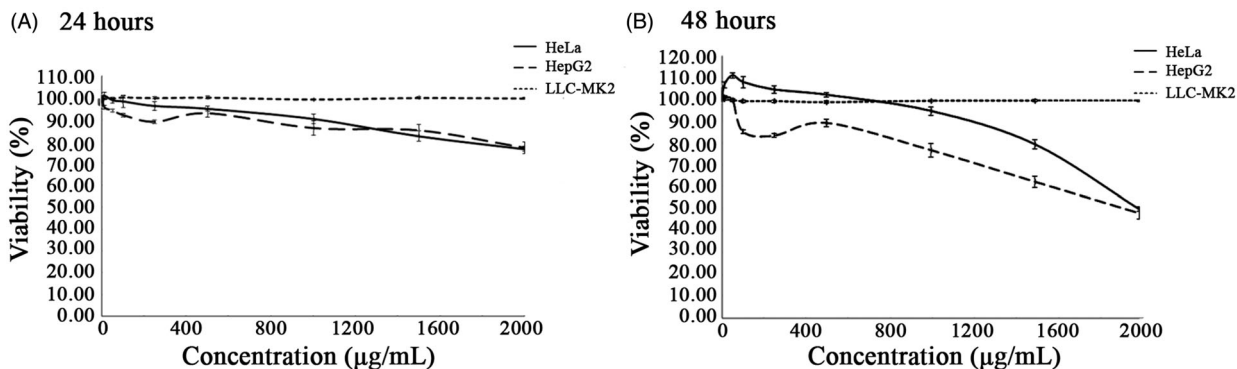 (A) 24 hours
HeLa
HepG2
LLC-MK2
110.00
100.00
90.00
80.00
70.00
60.00
50.00
40.00
30.00
20.00
10.00
0.00
Viability (%)
0 400 800 1200 1600 2000
Concentration (µg/mL)
(B) 48 hours
HeLa
HepG2
LLC-MK2
120.00
110.00
100.00
90.00
80.00
70.00
60.00
50.00
40.00
30.00
20.00
10.00
0.00
Viability (%)
0 400 800 1200 1600 2000
Concentration (µg/mL)